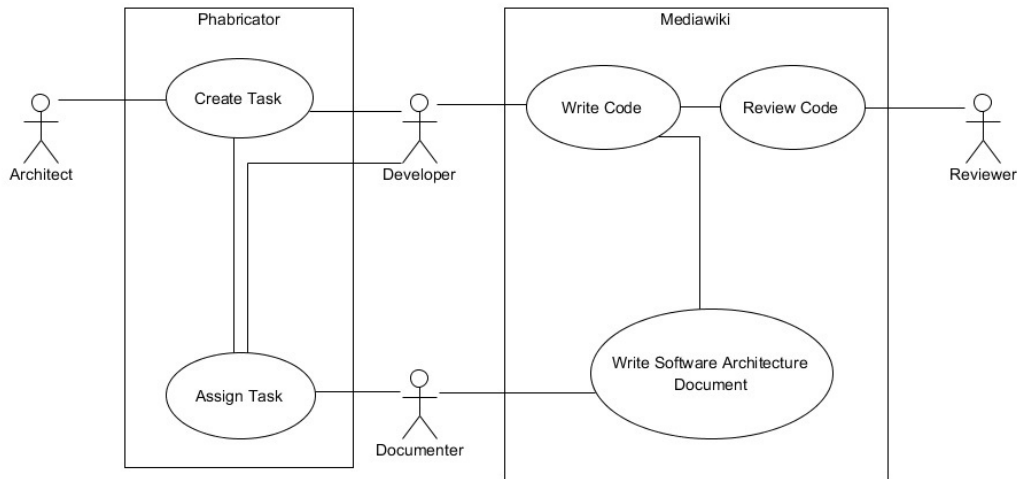 Phabricator
Mediawiki
Create Task
Write Code
Review Code
Architect
Developer
Reviewer
Write Software Architecture
Document
Assign Task
Documenter